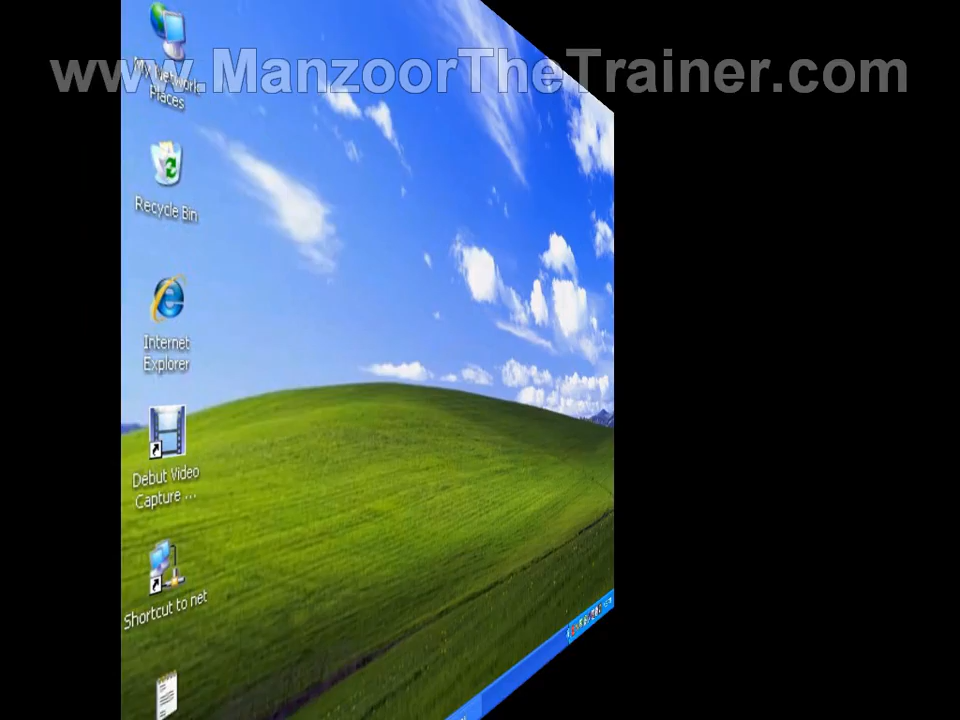 www.ManzoorTheTrainer.com
My Network
Places
Recycle Bin
Internet
Explorer
Debut Video
Capture ...
Shortcut to net